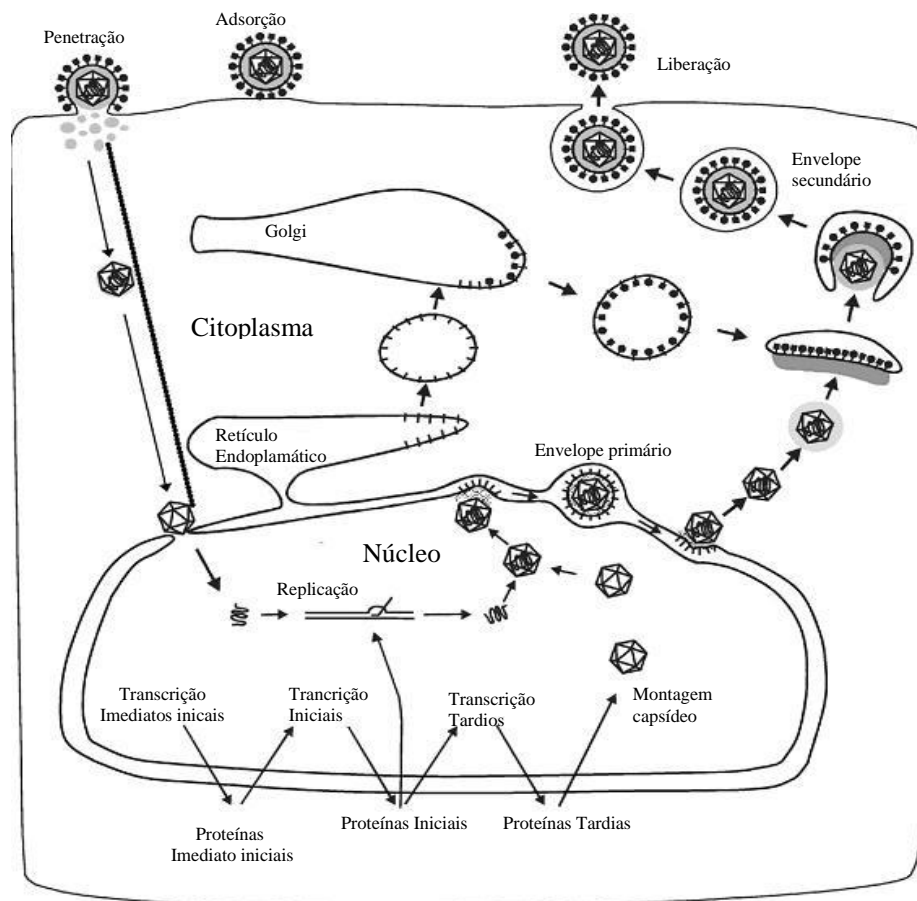 Adsorção
Penetração
Liberação
Envelope
secundário
Golgi
Citoplasma
Retículo
Endoplamático
Envelope primário
Núcleo
Replicação
Transcrição
Imediatos inicais
Trancrição
Iniciais
Transcrição
Tardios
Montagem
capsídeo
Proteínas
Imediato iniciais
Proteínas Iniciais
Proteínas Tardias